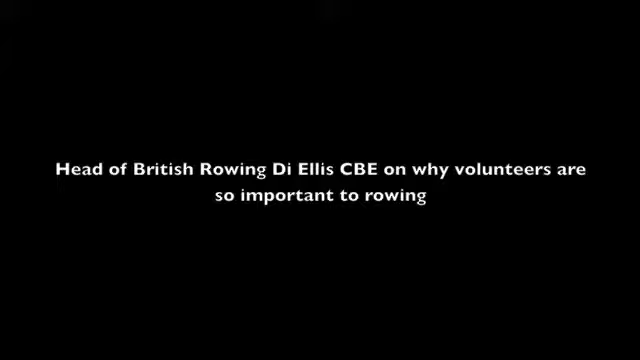 Head of British Rowing Di Ellis CBE on why volunteers are
so important to rowing